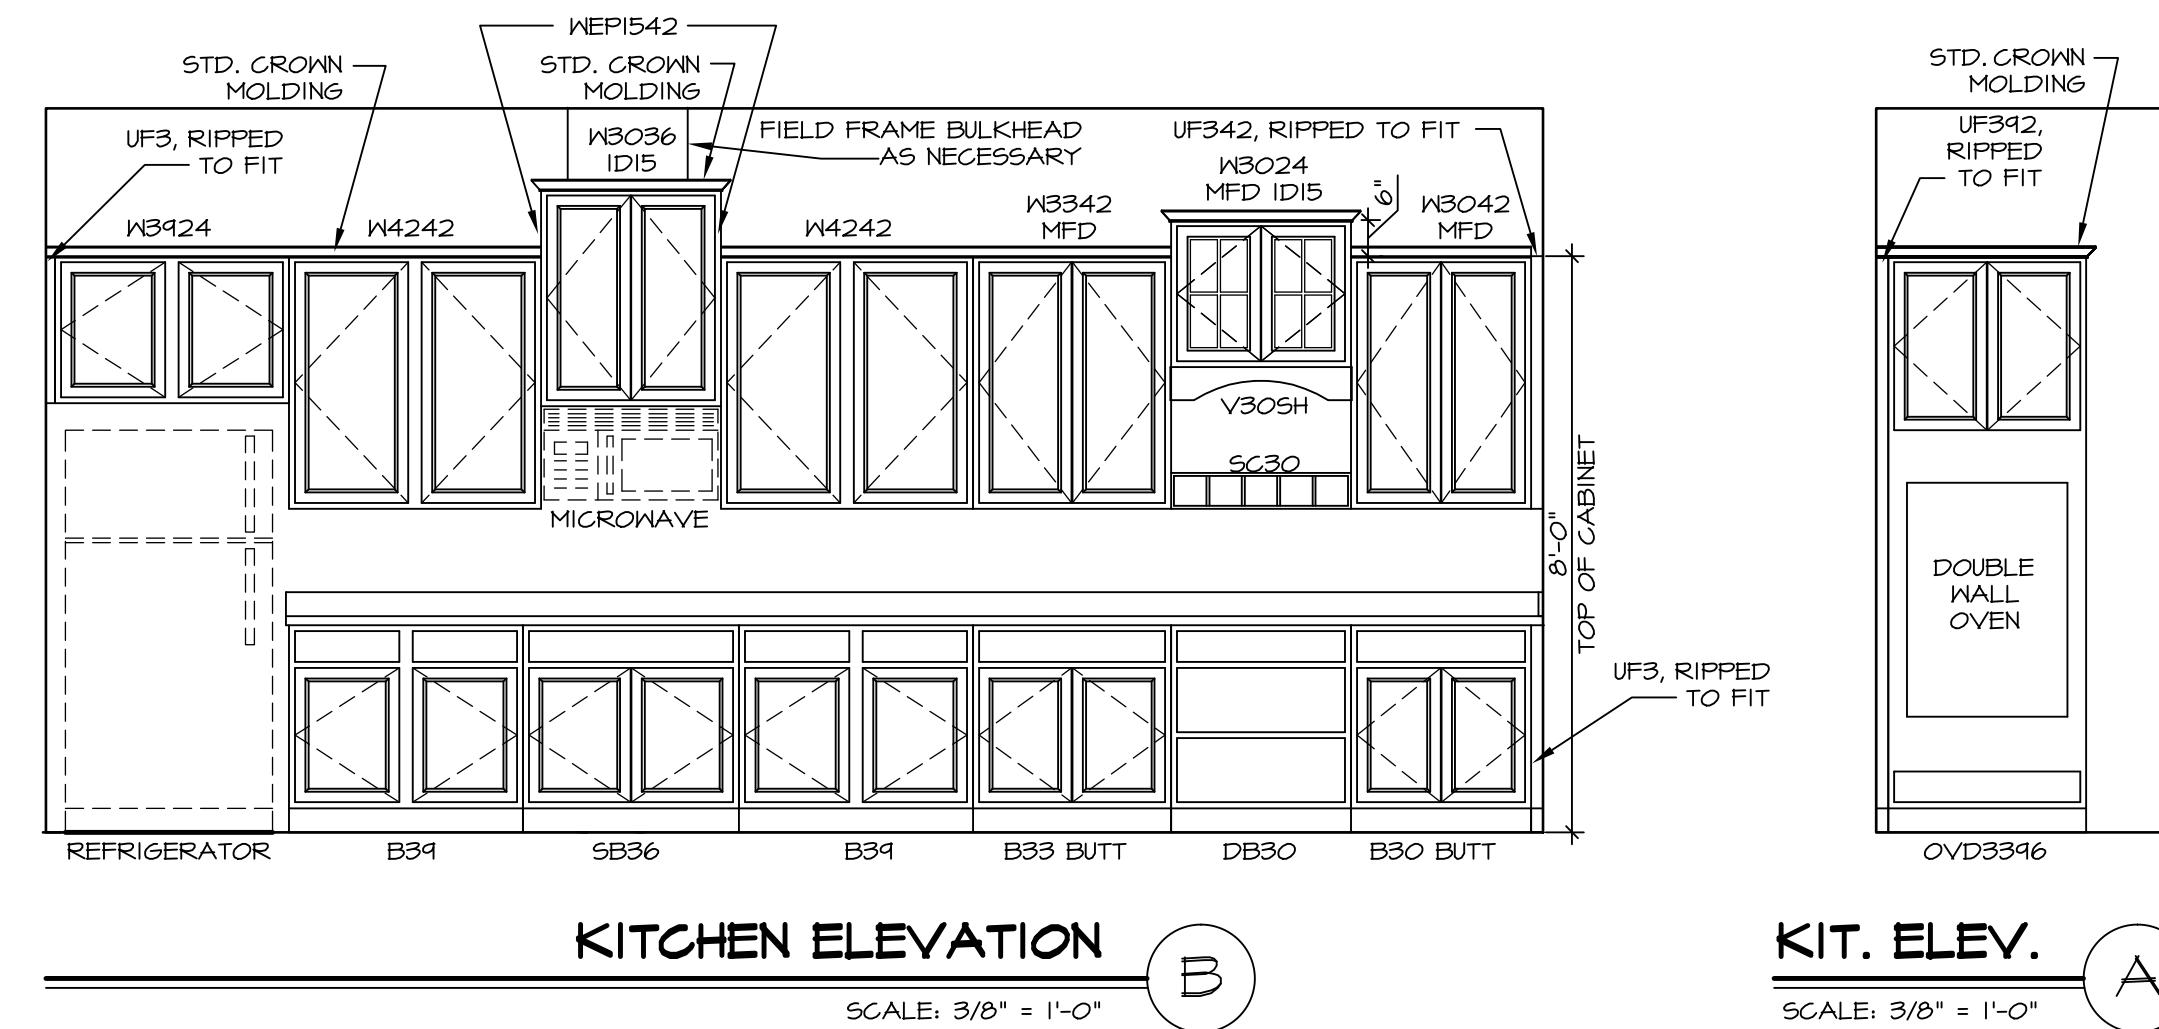 WEP1542
STD. CROWN
MOLDING
STD. CROWN
MOLDING
STD. CROWN
MOLDING
UF3, RIPPED
TO FIT
W3036
1D15
FIELD FRAME BULKHEAD
AS NECESSARY
UF342, RIPPED TO FIT
W3024
MFD 1D15
6"
UF392,
RIPPED
TO FIT
W3924
W4242
W4242
W3342
MFD
W3042
MFD
V30SH
SC30
MICROWAVE
8'-0"
TOP OF CABINET
DOUBLE
WALL
OVEN
UF3, RIPPED
TO FIT
REFRIGERATOR
B39
SB36
B39
B33 BUTT
DB30
B30 BUTT
OVD3396
KITCHEN ELEVATION
B
SCALE: 3/8" = 1'-0"
KIT. ELEV.
A
SCALE: 3/8" = 1'-0"